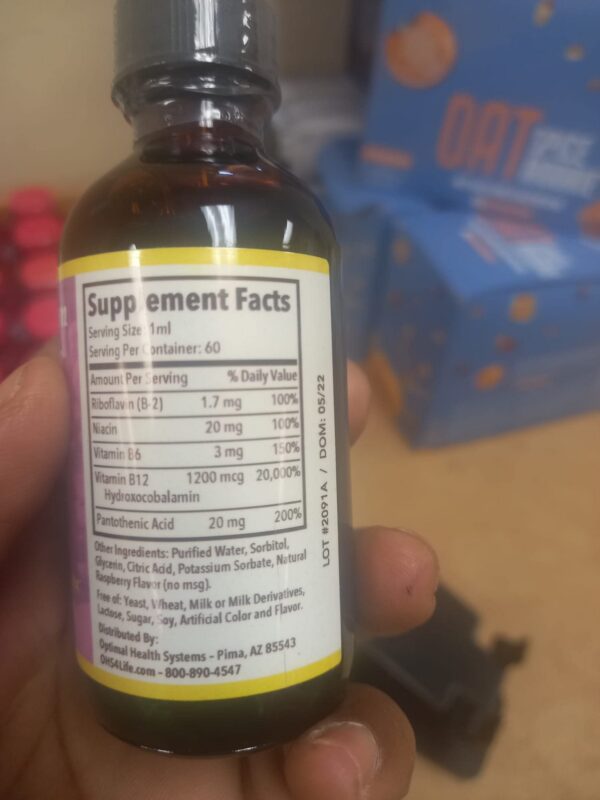 Supplement Facts
Serving Size: 1ml
Serving Per Container: 60
Amount Per Serving % Daily Value
Riboflavin (B-2) 1.7 mg 100%
Niacin 20 mg 100%
Vitamin B6 3 mg 150%
Vitamin B12 1200 mcg 20,000%
Hydroxocobalamin
Pantothenic Acid 20 mg 200%
Other Ingredients: Purified Water, Sorbitol,
Glycerin, Citric Acid, Potassium Sorbate, Natural
Raspberry Flavor (no msg).
Free of: Yeast, Wheat, Milk or Milk Derivatives,
Lactose, Sugar, Soy, Artificial Color and Flavor.
Distributed By:
Optimal Health Systems – Pima, AZ 85543
OHS4Life.com - 800-890-4547
LOT #2091A / DOM: 05/22
OAT